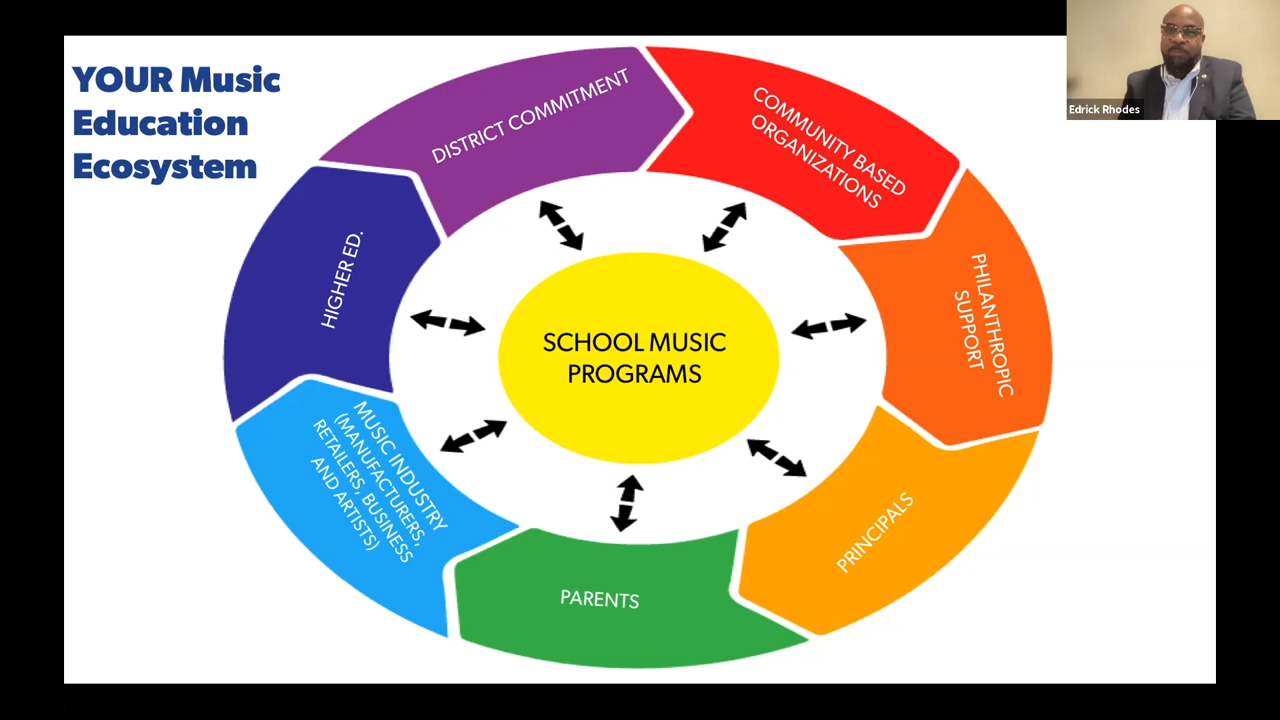 YOUR Music
Education
Ecosystem
DISTRICT COMMITMENT
COMMUNITY BASED
ORGANIZATIONS
Edrick Rhodes
HIGHER ED.
PHILANTHROPIC
SUPPORT
SCHOOL MUSIC
PROGRAMS
MUSIC INDUSTRY
(MANUFACTURERS,
RETAILERS, BUSINESS
AND ARTISTS)
PRINCIPALS
PARENTS